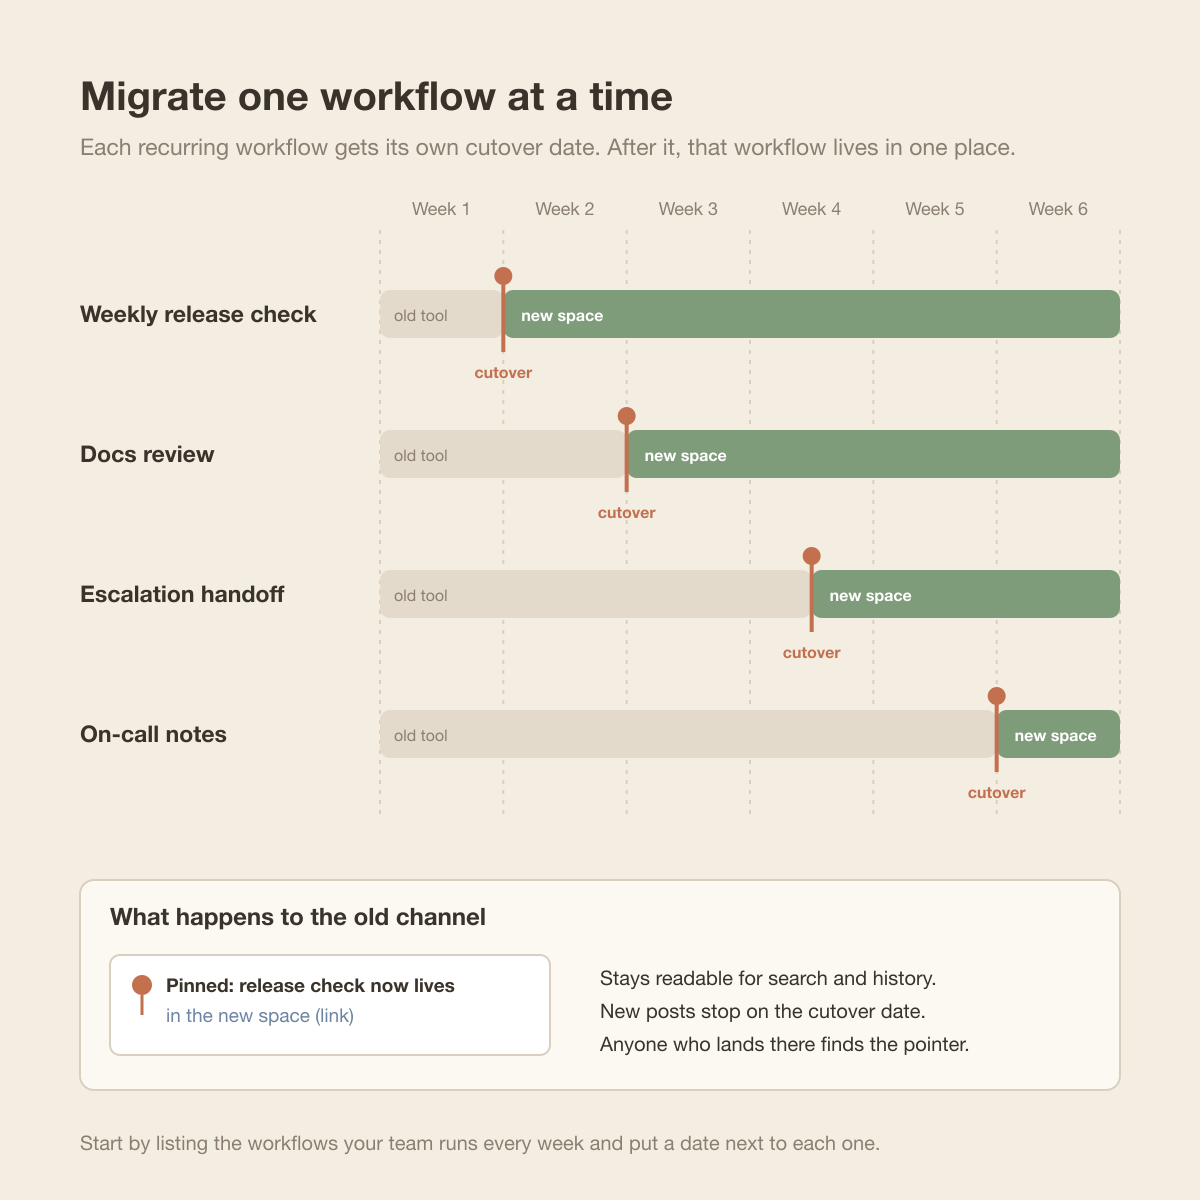 Migrate one workflow at a time
Each recurring workflow gets its own cutover date. After it, that workflow lives in one place.
Week 1 Week 2 Week 3 Week 4 Week 5 Week 6
Weekly release check old tool new space
cutover
Docs review old tool new space
cutover
Escalation handoff old tool new space
cutover
On-call notes old tool new space
cutover
What happens to the old channel
Pinned: release check now lives
in the new space (link)
Stays readable for search and history.
New posts stop on the cutover date.
Anyone who lands there finds the pointer.
Start by listing the workflows your team runs every week and put a date next to each one.